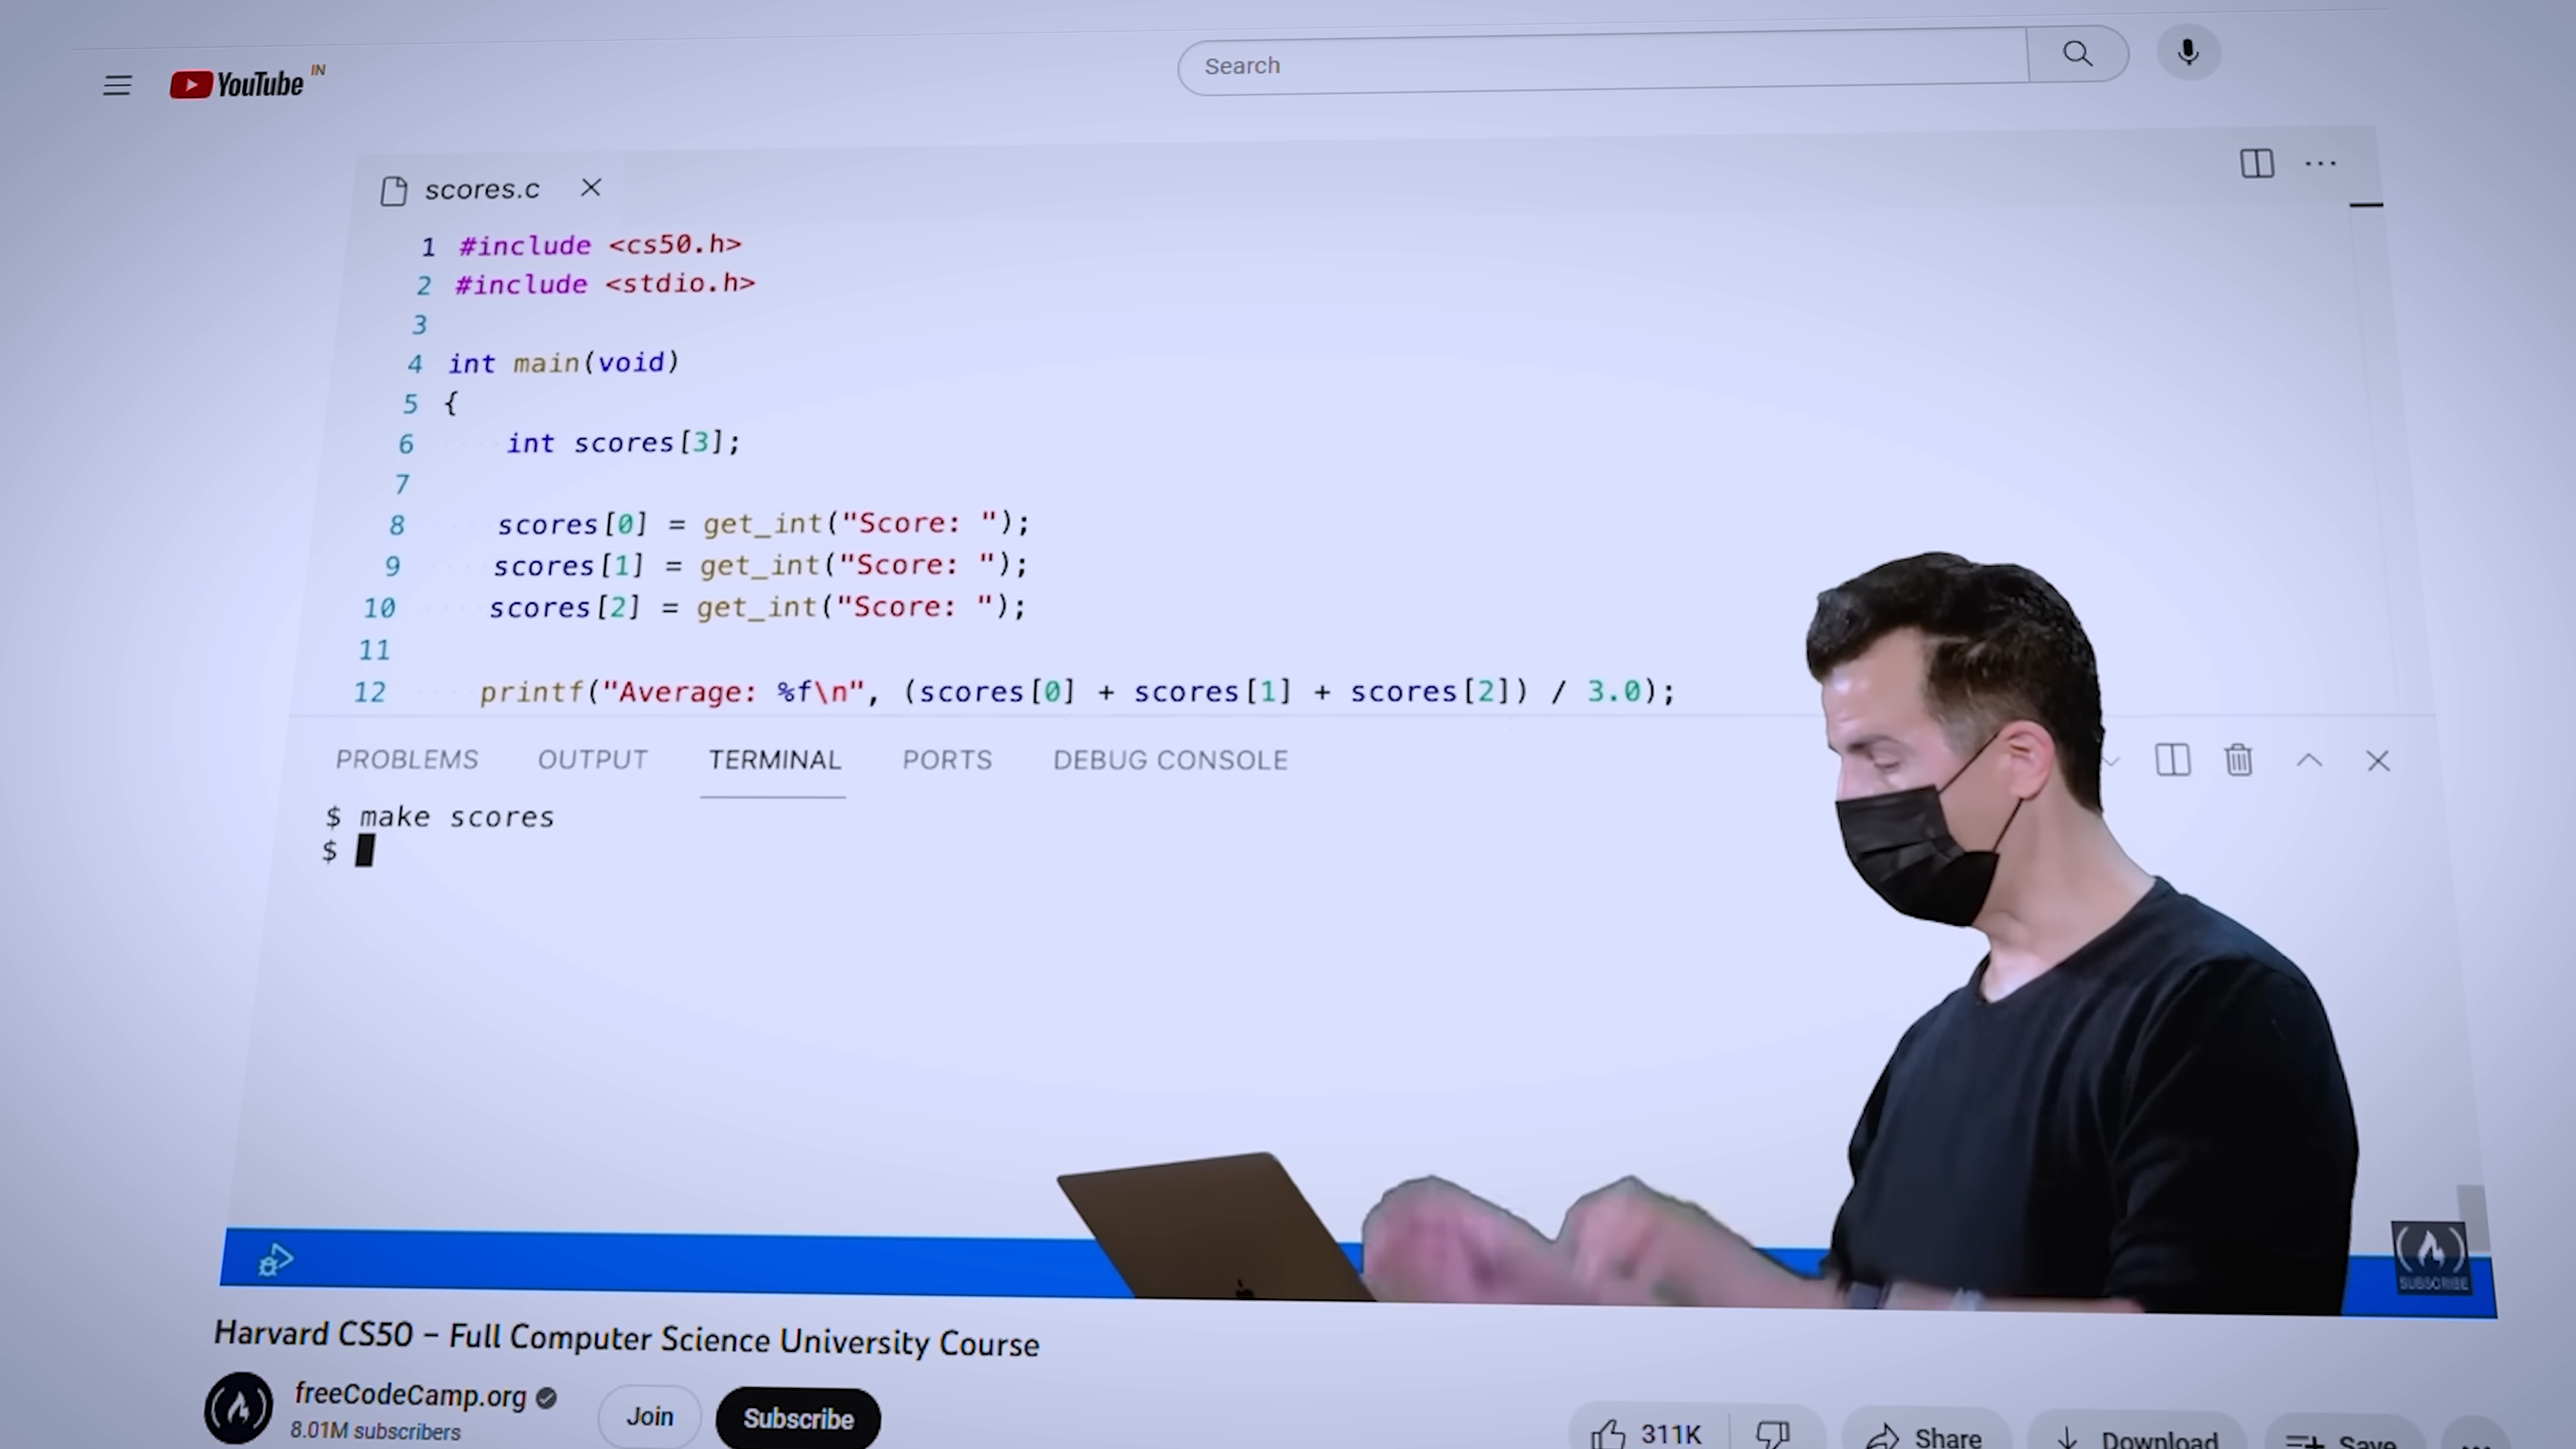 YouTube IN
Search
scores.c
1 #include <cs50.h>
2 #include <stdio.h>
3
4 int main(void)
5 {
6 int scores[3];
7
8 scores[0] = get_int("Score: ");
9 scores[1] = get_int("Score: ");
10 scores[2] = get_int("Score: ");
11
12 printf("Average: %f\n", (scores[0] + scores[1] + scores[2]) / 3.0);
PROBLEMS OUTPUT TERMINAL PORTS DEBUG CONSOLE
$ make scores
$
SUBSCRIBE
Harvard CS50 – Full Computer Science University Course
freeCodeCamp.org
8.01M subscribers
Join
Subscribe
311K
Share
Download
Save